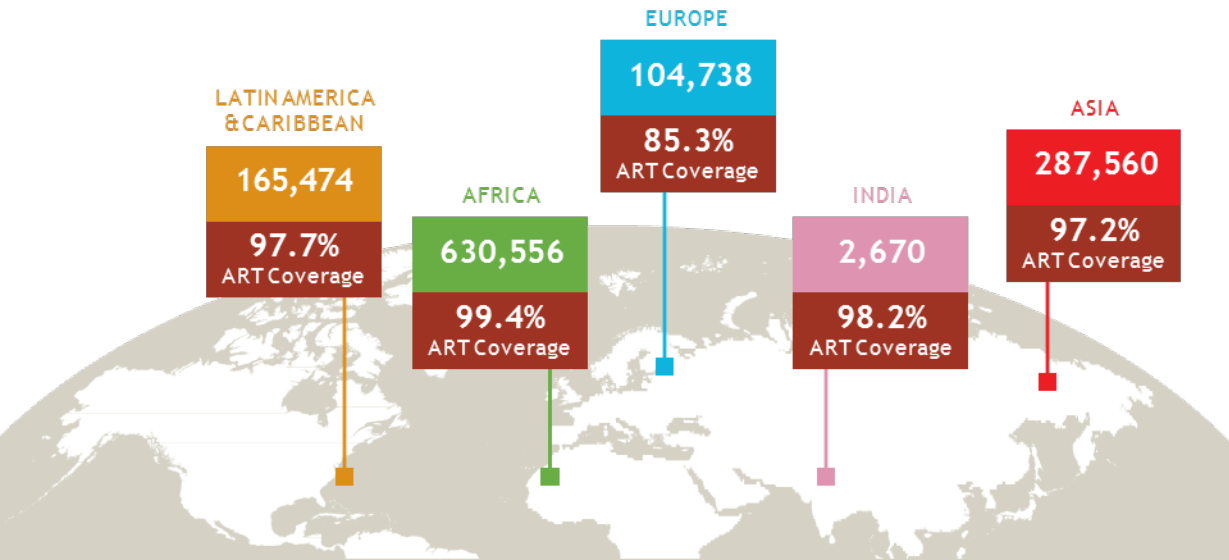 EUROPE
104,738
85.3%
ART Coverage
LATIN AMERICA
& CARIBBEAN
165,474
97.7%
ART Coverage
AFRICA
630,556
99.4%
ART Coverage
INDIA
2,670
98.2%
ART Coverage
ASIA
287,560
97.2%
ART Coverage